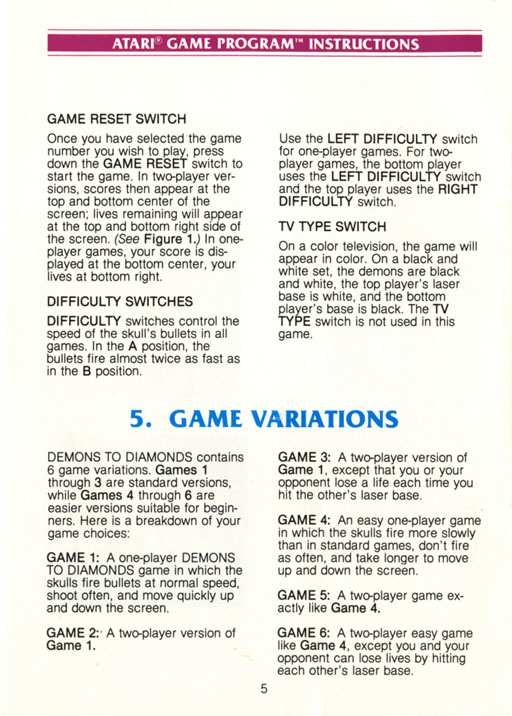 ATARI® GAME PROGRAM™ INSTRUCTIONS
GAME RESET SWITCH
Once you have selected the game
number you wish to play, press
down the GAME RESET switch to
start the game. In two-player ver-
sions, scores then appear at the
top and bottom center of the
screen; lives remaining will appear
at the top and bottom right side of
the screen. (See Figure 1.) In one-
player games, your score is dis-
played at the bottom center, your
lives at bottom right.
DIFFICULTY SWITCHES
DIFFICULTY switches control the
speed of the skull's bullets in all
games. In the A position, the
bullets fire almost twice as fast as
in the B position.
Use the LEFT DIFFICULTY switch
for one-player games. For two-
player games, the bottom player
uses the LEFT DIFFICULTY switch
and the top player uses the RIGHT
DIFFICULTY switch.
TV TYPE SWITCH
On a color television, the game will
appear in color. On a black and
white set, the demons are black
and white, the top player's laser
base is white, and the bottom
player's base is black. The TV
TYPE switch is not used in this
game.
5. GAME VARIATIONS
DEMONS TO DIAMONDS contains
6 game variations. Games 1
through 3 are standard versions,
while Games 4 through 6 are
easier versions suitable for begin-
ners. Here is a breakdown of your
game choices:
GAME 1: A one-player DEMONS
TO DIAMONDS game in which the
skulls fire bullets at normal speed,
shoot often, and move quickly up
and down the screen.
GAME 2: A two-player version of
Game 1.
GAME 3: A two-player version of
Game 1, except that you or your
opponent lose a life each time you
hit the other's laser base.
GAME 4: An easy one-player game
in which the skulls fire more slowly
than in standard games, don't fire
as often, and take longer to move
up and down the screen.
GAME 5: A two-player game ex-
actly like Game 4.
GAME 6: A two-player easy game
like Game 4, except you and your
opponent can lose lives by hitting
each other's laser base.
5